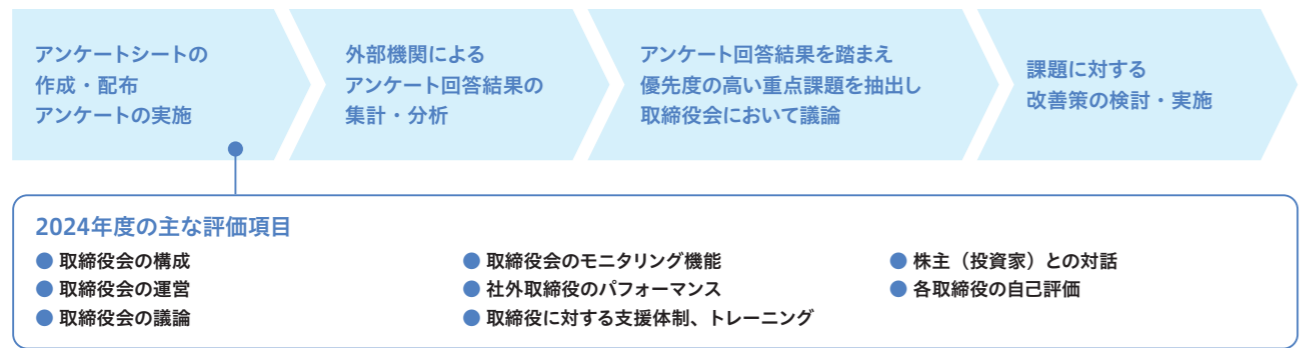 アンケートシートの
作成・配布
アンケートの実施
外部機関による
アンケート回答結果の
集計・分析
アンケート回答結果を踏まえ
優先度の高い重点課題を抽出し
取締役会において議論
課題に対する
改善策の検討・実施
2024年度の主な評価項目
● 取締役会の構成
● 取締役会の運営
● 取締役会の議論
● 取締役会のモニタリング機能
● 社外取締役のパフォーマンス
● 取締役に対する支援体制、トレーニング
● 株主（投資家）との対話
● 各取締役の自己評価